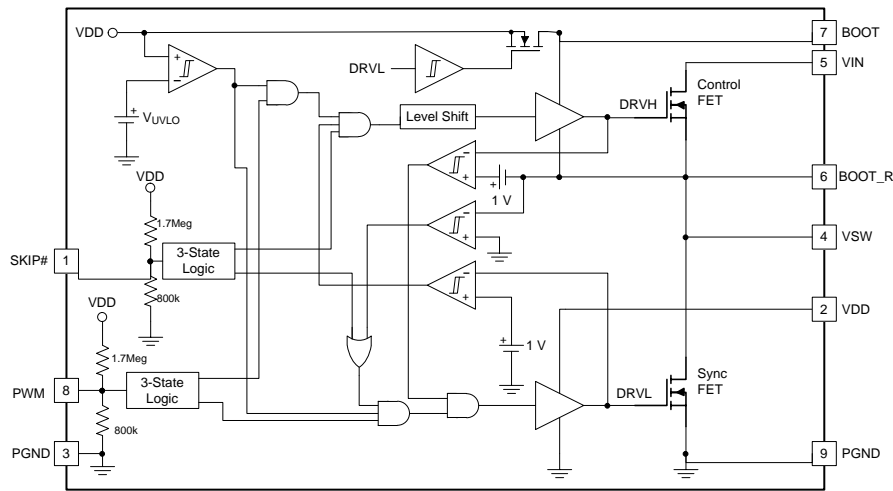 VDD
7 BOOT
5 VIN
DRVL
Control
FET
DRVH
Level Shift
VUVLO
6 BOOT_R
1 V
1.7Meg
4 VSW
SKIP# 1
3-State
Logic
800k
VDD
2 VDD
1 V
1.7Meg
Sync
FET
PWM 8
3-State
Logic
DRVL
800k
PGND 3
9 PGND
VDD